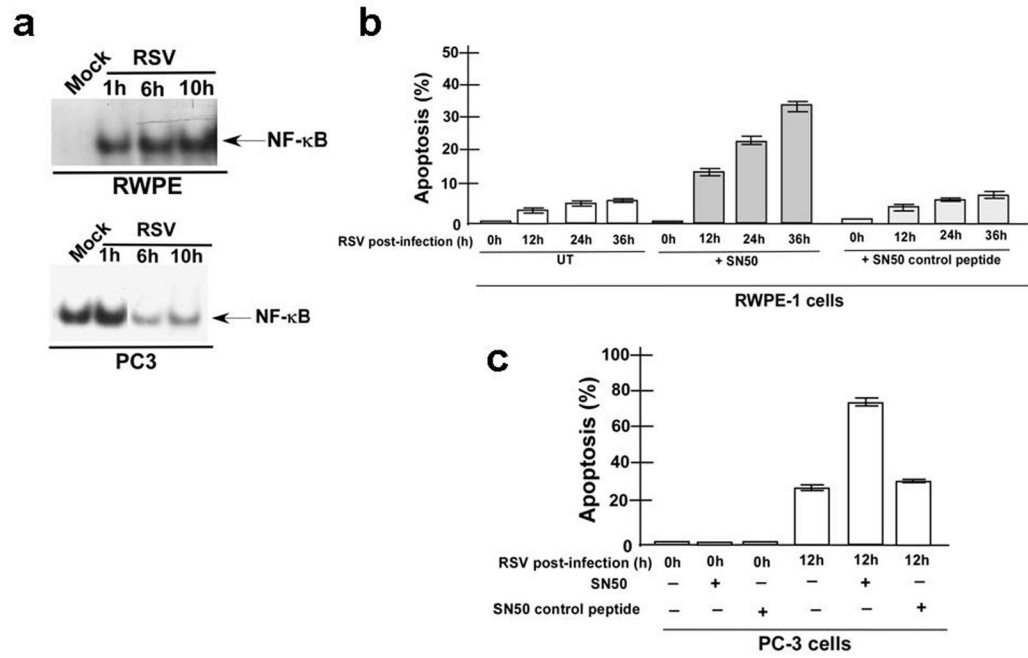 a
Mock
RSV
1h 6h 10h
NF-κB
RWPE
Mock
RSV
1h 6h 10h
NF-κB
PC3
b
Apoptosis (%)
50
40
30
20
10
0
RSV post-infection (h) 0h 12h 24h 36h 0h 12h 24h 36h 0h 12h 24h 36h
UT + SN50 + SN50 control peptide
RWPE-1 cells
c
Apoptosis (%)
100
80
60
40
20
0
RSV post-infection (h) 0h 0h 0h 12h 12h 12h
SN50 – + – – + –
SN50 control peptide – – + – – +
PC-3 cells